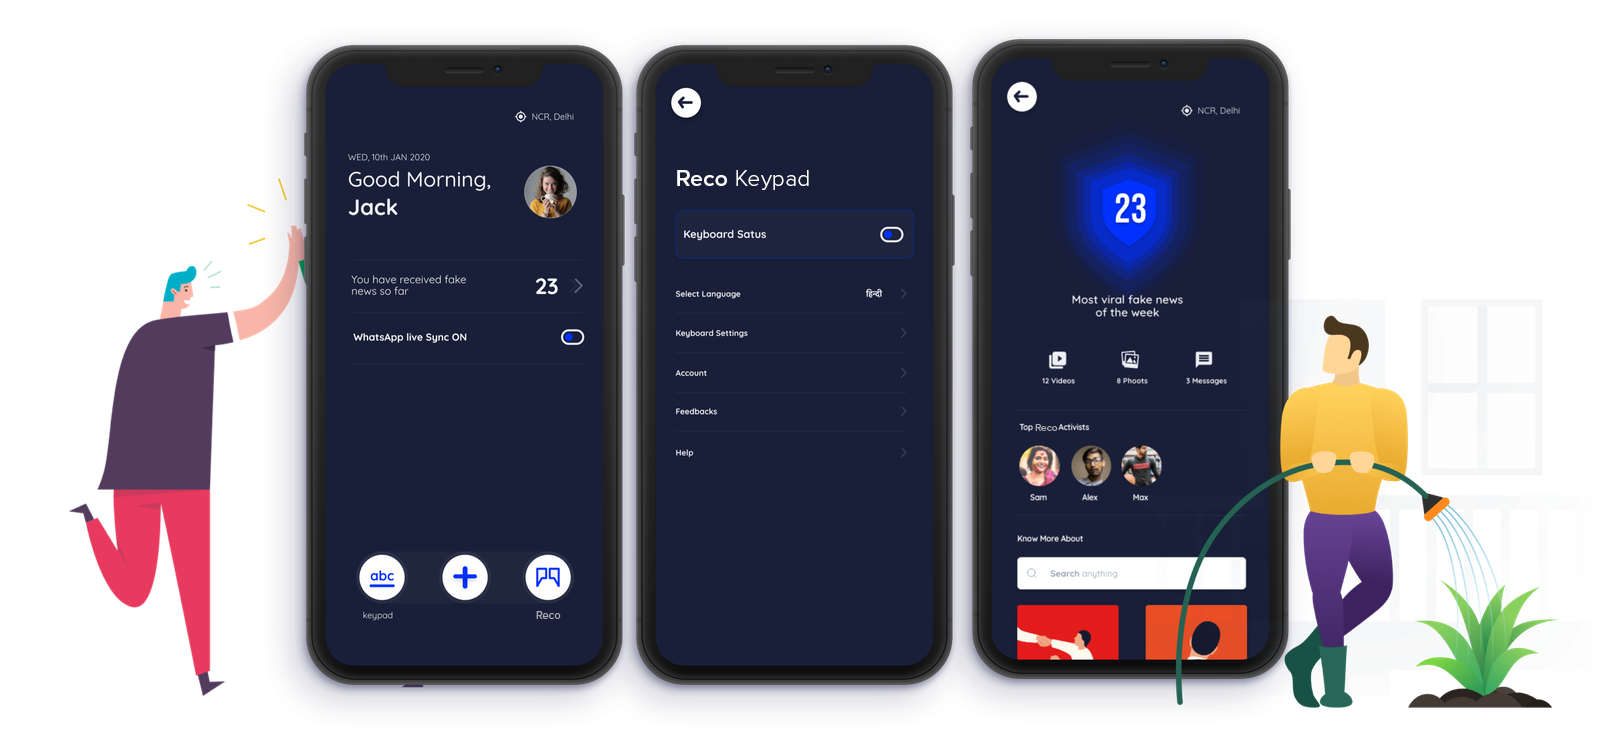 NCR, Delhi
WED, 10th JAN 2020
Good Morning,
Jack
You have received fake
news so far
23
WhatsApp live Sync ON
abc
keypad
Reco
Reco Keypad
Keyboard Satus
Select Language
हिन्दी
Keyboard Settings
Account
Feedbacks
Help
NCR, Delhi
23
Most viral fake news
of the week
12 Videos
8 Phoots
3 Messages
Top Reco Activists
Sam
Alex
Max
Know More About
Search anything